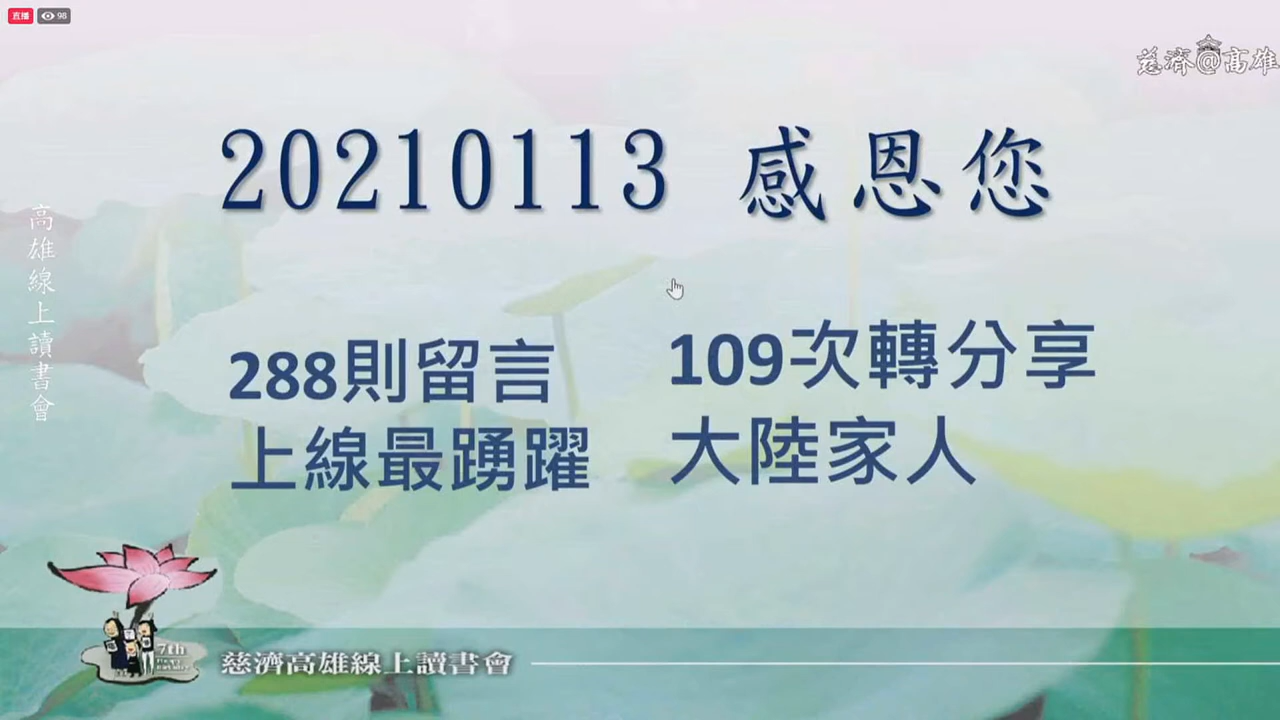 直播 98
慈濟@高雄
20210113 感恩您
高雄線上讀書會
288則留言
上線最踴躍
109次轉分享
大陸家人
7th
慈濟高雄線上讀書會